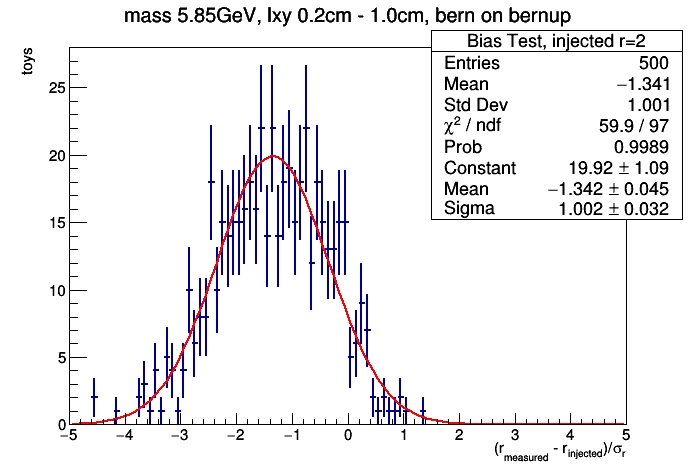 mass 5.85GeV, lxy 0.2cm - 1.0cm, bern on bernup
Bias Test, injected r=2
Entries 500
Mean −1.341
Std Dev 1.001
χ² / ndf 59.9 / 97
Prob 0.9989
Constant 19.92 ± 1.09
Mean −1.342 ± 0.045
Sigma 1.002 ± 0.032
toys
25
20
15
10
5
0
−5 −4 −3 −2 −1 0 1 2 3 4 5
(r_measured - r_injected)/σ_r